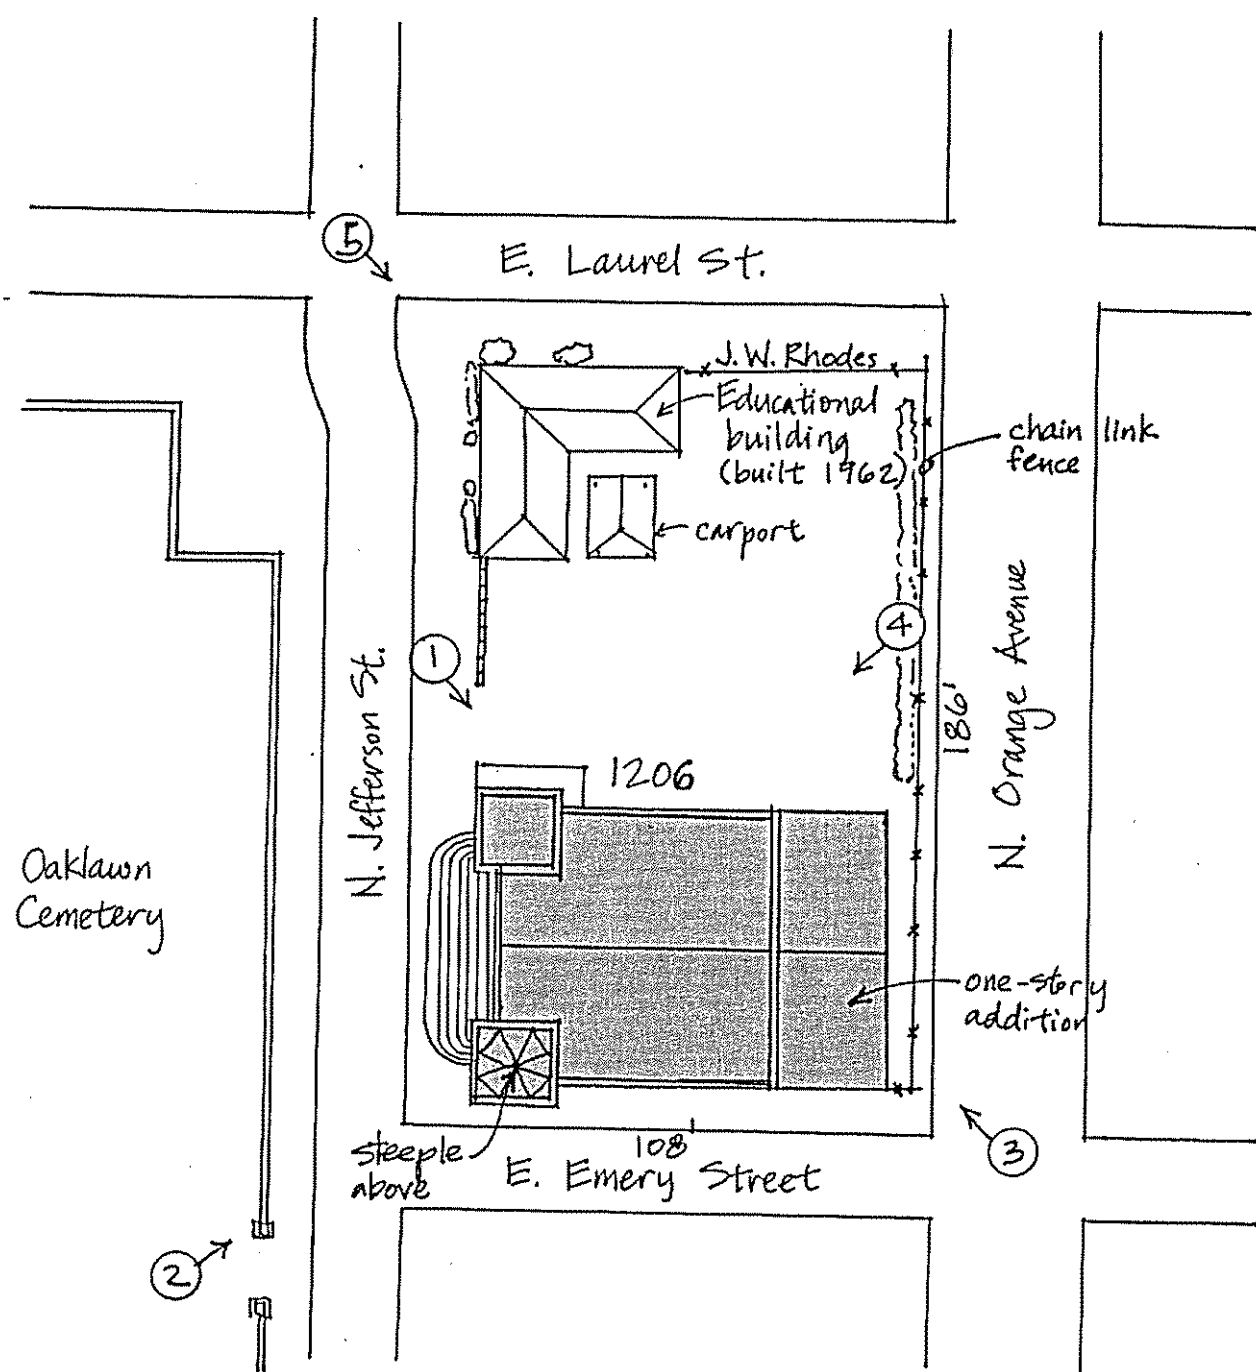 5
E. Laurel St.
J.W. Rhodes
Educational
building
(built 1962)
chain link
fence
carport
4
1
N. Jefferson St.
186'
N. Orange Avenue
1206
Oaklawn
Cemetery
one-story
addition
steeple
above
108
E. Emery Street
3
2